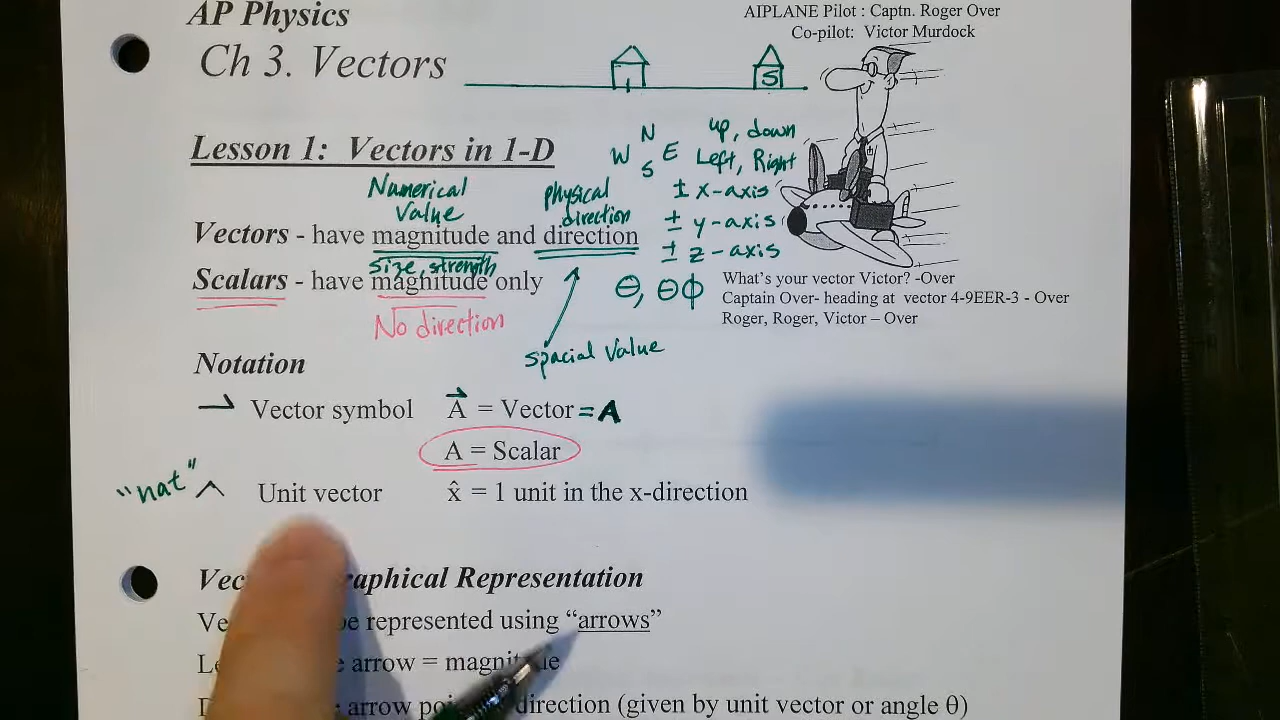 AP Physics
Ch 3. Vectors
AIPLANE Pilot : Captn. Roger Over
Co-pilot: Victor Murdock
S
Lesson 1: Vectors in 1-D
N
W E
S
up, down
Left, Right
± x-axis
± y-axis
± z-axis
θ, θφ
Numerical
Value
physical
direction
Vectors - have magnitude and direction
size, strength
Scalars - have magnitude only
No direction
spacial value
What's your vector Victor? -Over
Captain Over- heading at vector 4-9EER-3 - Over
Roger, Roger, Victor – Over
Notation
→ Vector symbol A⃗ = Vector = A
A = Scalar
"hat" ^ Unit vector x̂ = 1 unit in the x-direction
raphical Representation
be represented using "arrows"
arrow = magnitude
arrow direction (given by unit vector or angle θ)